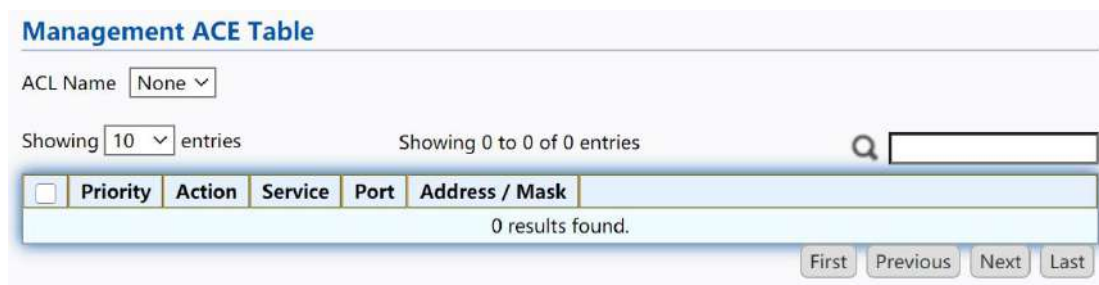 Management ACE Table
ACL Name None
Showing 10 entries Showing 0 to 0 of 0 entries
Priority Action Service Port Address / Mask
0 results found.
First Previous Next Last